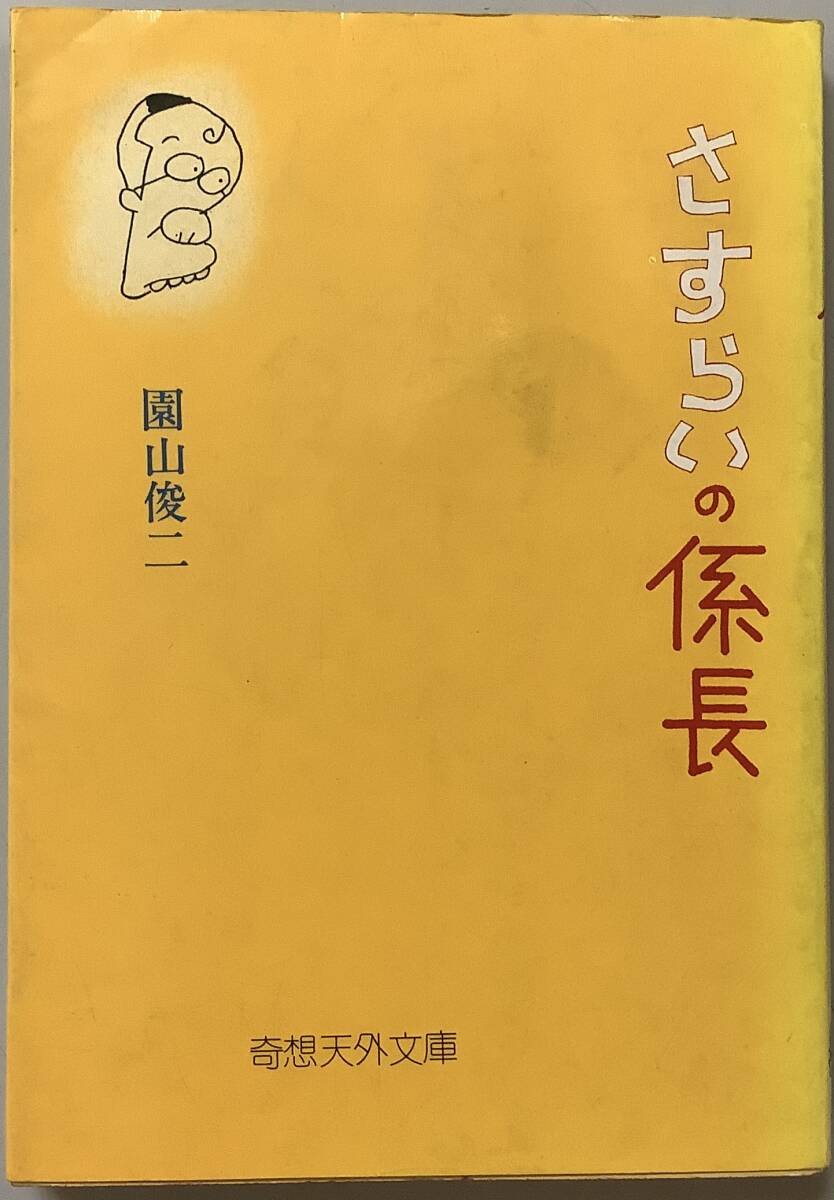 さすらいの係長
園山俊二
奇想天外文庫